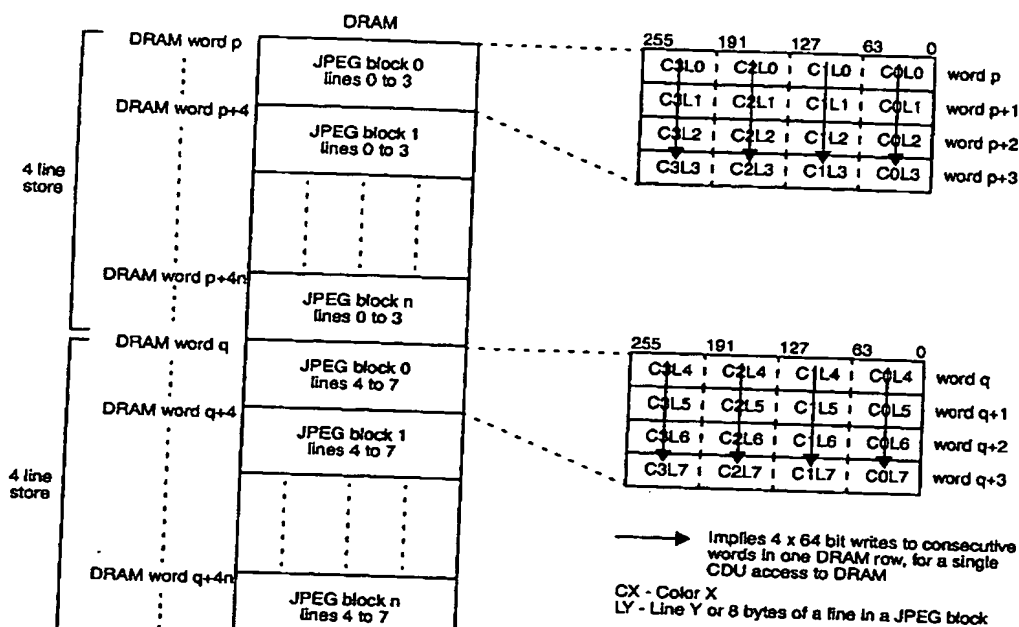 DRAM
DRAM word p
JPEG block 0
lines 0 to 3
DRAM word p+4
JPEG block 1
lines 0 to 3
4 line
store
DRAM word p+4n
JPEG block n
lines 0 to 3
255 191 127 63 0
C3L0 C2L0 C1L0 C0L0 word p
C3L1 C2L1 C1L1 C0L1 word p+1
C3L2 C2L2 C1L2 C0L2 word p+2
C3L3 C2L3 C1L3 C0L3 word p+3
DRAM word q
JPEG block 0
lines 4 to 7
DRAM word q+4
JPEG block 1
lines 4 to 7
4 line
store
DRAM word q+4n
JPEG block n
lines 4 to 7
255 191 127 63 0
C3L4 C2L4 C1L4 C0L4 word q
C3L5 C2L5 C1L5 C0L5 word q+1
C3L6 C2L6 C1L6 C0L6 word q+2
C3L7 C2L7 C1L7 C0L7 word q+3
Implies 4 x 64 bit writes to consecutive
words in one DRAM row, for a single
CDU access to DRAM
CX - Color X
LY - Line Y or 8 bytes of a line in a JPEG block